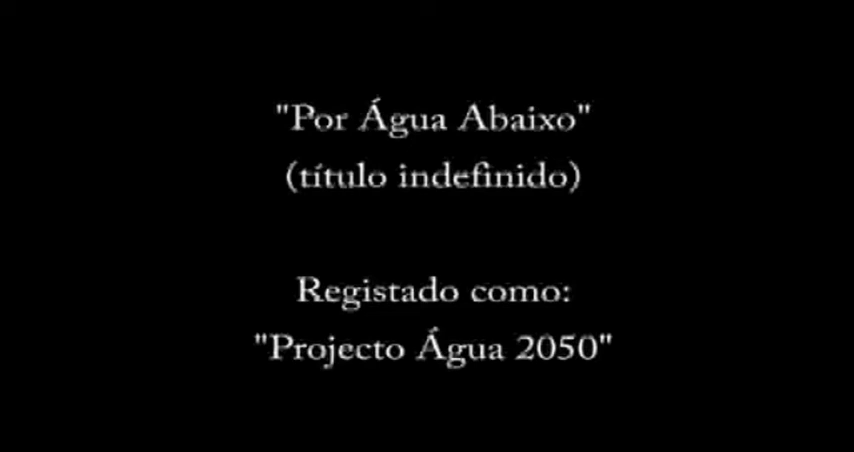 "Por Água Abaixo"
(título indefinido)
Registado como:
"Projecto Água 2050"